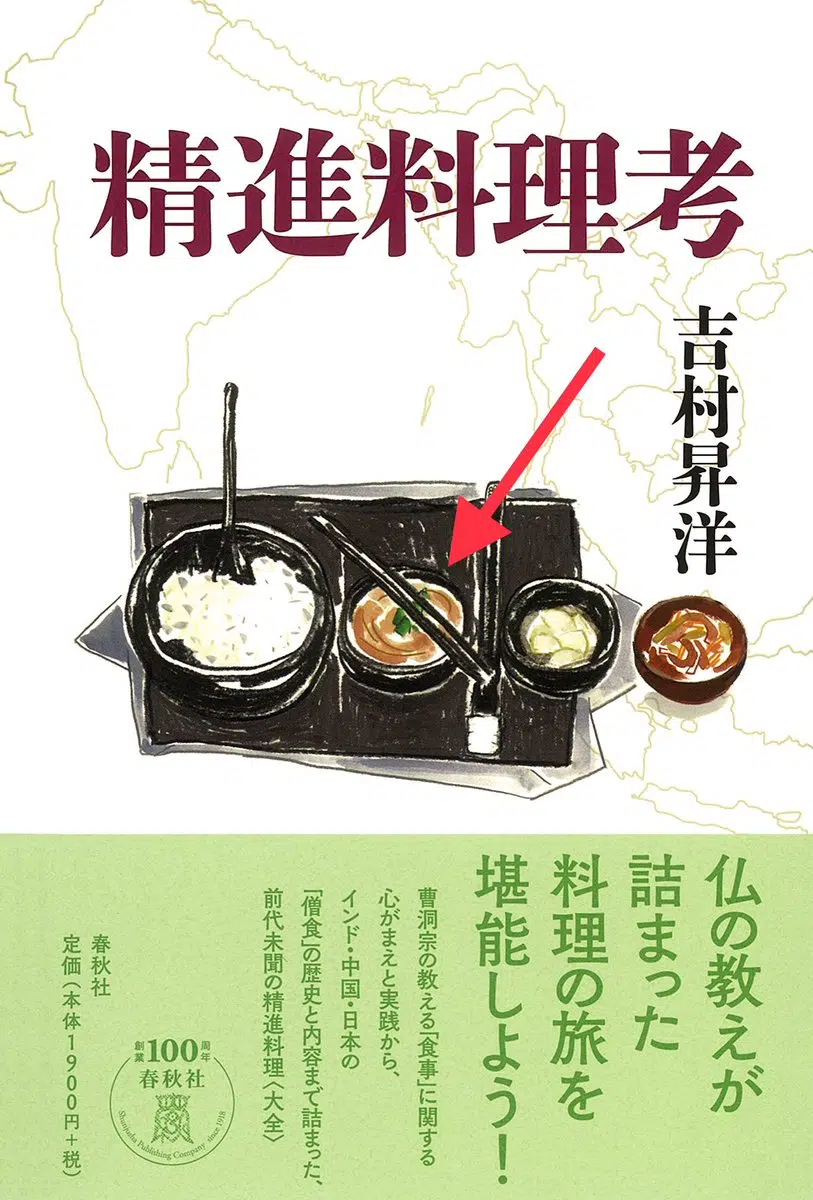 精進料理考
吉村昇洋
仏の教えが
詰まった
料理の旅を
堪能しよう!
曹洞宗の教える「食事」に関する
心がまえと実践から、
インド・中国・日本の
「僧食」の歴史と内容まで詰まった、
前代未聞の精進料理〈大全〉
春秋社
定価(本体1900円+税)
創業100周年
春秋社
Shunjusha Publishing Company since 1918